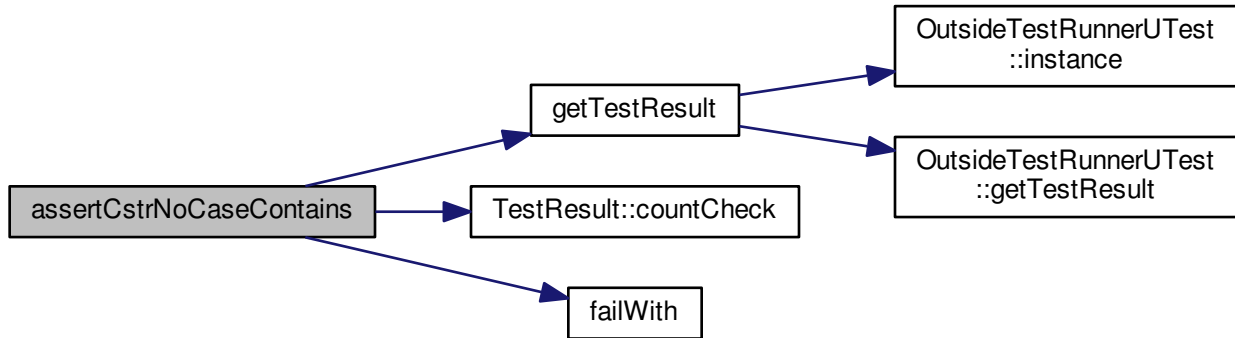 OutsideTestRunnerUTest
::instance
getTestResult
OutsideTestRunnerUTest
::getTestResult
assertCstrNoCaseContains
TestResult::countCheck
failWith